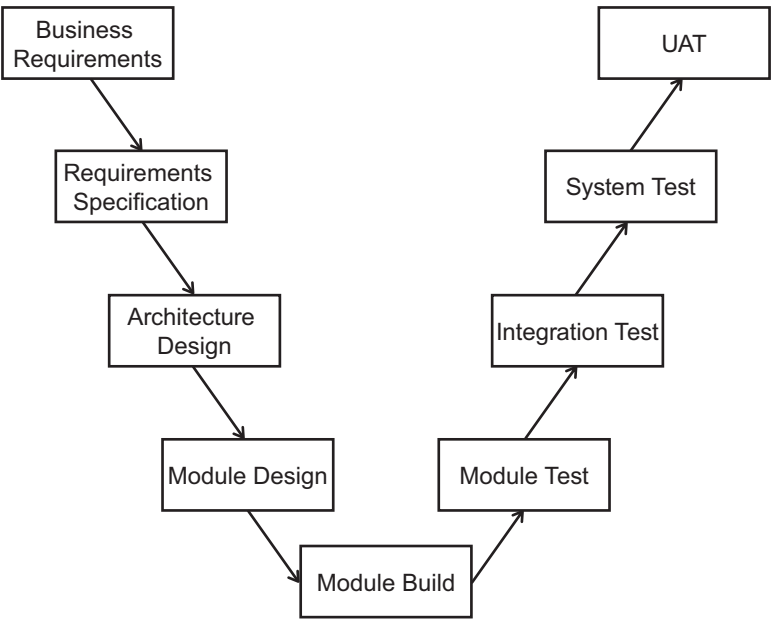 Business
Requirements
UAT
Requirements
Specification
System Test
Architecture
Design
Integration Test
Module Design
Module Test
Module Build